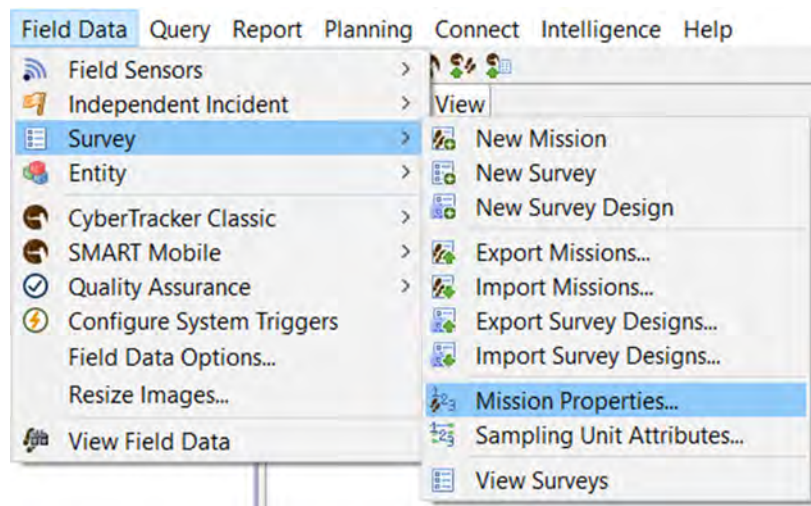 Field Data Query Report Planning Connect Intelligence Help
Field Sensors
Independent Incident
Survey
Entity
CyberTracker Classic
SMART Mobile
Quality Assurance
Configure System Triggers
Field Data Options...
Resize Images...
View Field Data
View
New Mission
New Survey
New Survey Design
Export Missions...
Import Missions...
Export Survey Designs...
Import Survey Designs...
Mission Properties...
Sampling Unit Attributes...
View Surveys